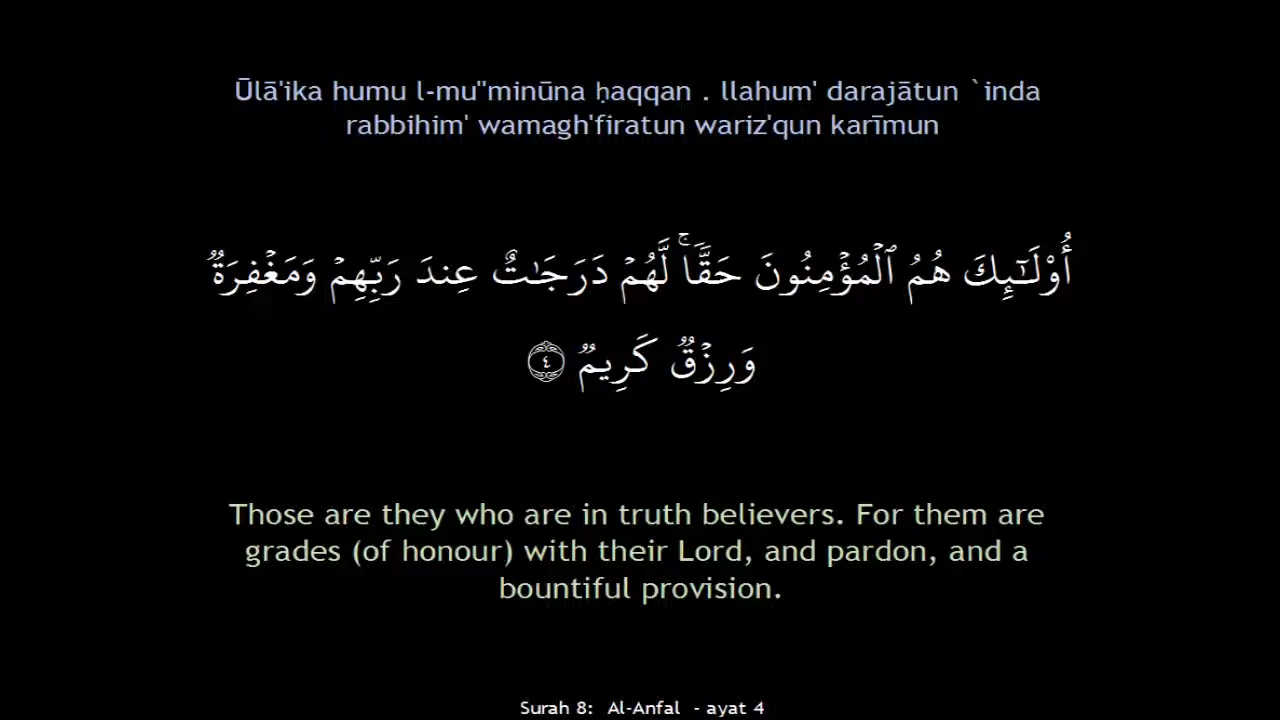 Ūlā'ika humu l-mu"minūna ḥaqqan . llahum' darajātun `inda
rabbihim' wamagh'firatun wariz'qun karīmun
أُو۟لَـٰٓئِكَ هُمُ ٱلْمُؤْمِنُونَ حَقًّا ۚ لَّهُمْ دَرَجَـٰتٌ عِندَ رَبِّهِمْ وَمَغْفِرَةٌ
وَرِزْقٌ كَرِيمٌ ٤
Those are they who are in truth believers. For them are
grades (of honour) with their Lord, and pardon, and a
bountiful provision.
Surah 8: Al-Anfal - ayat 4